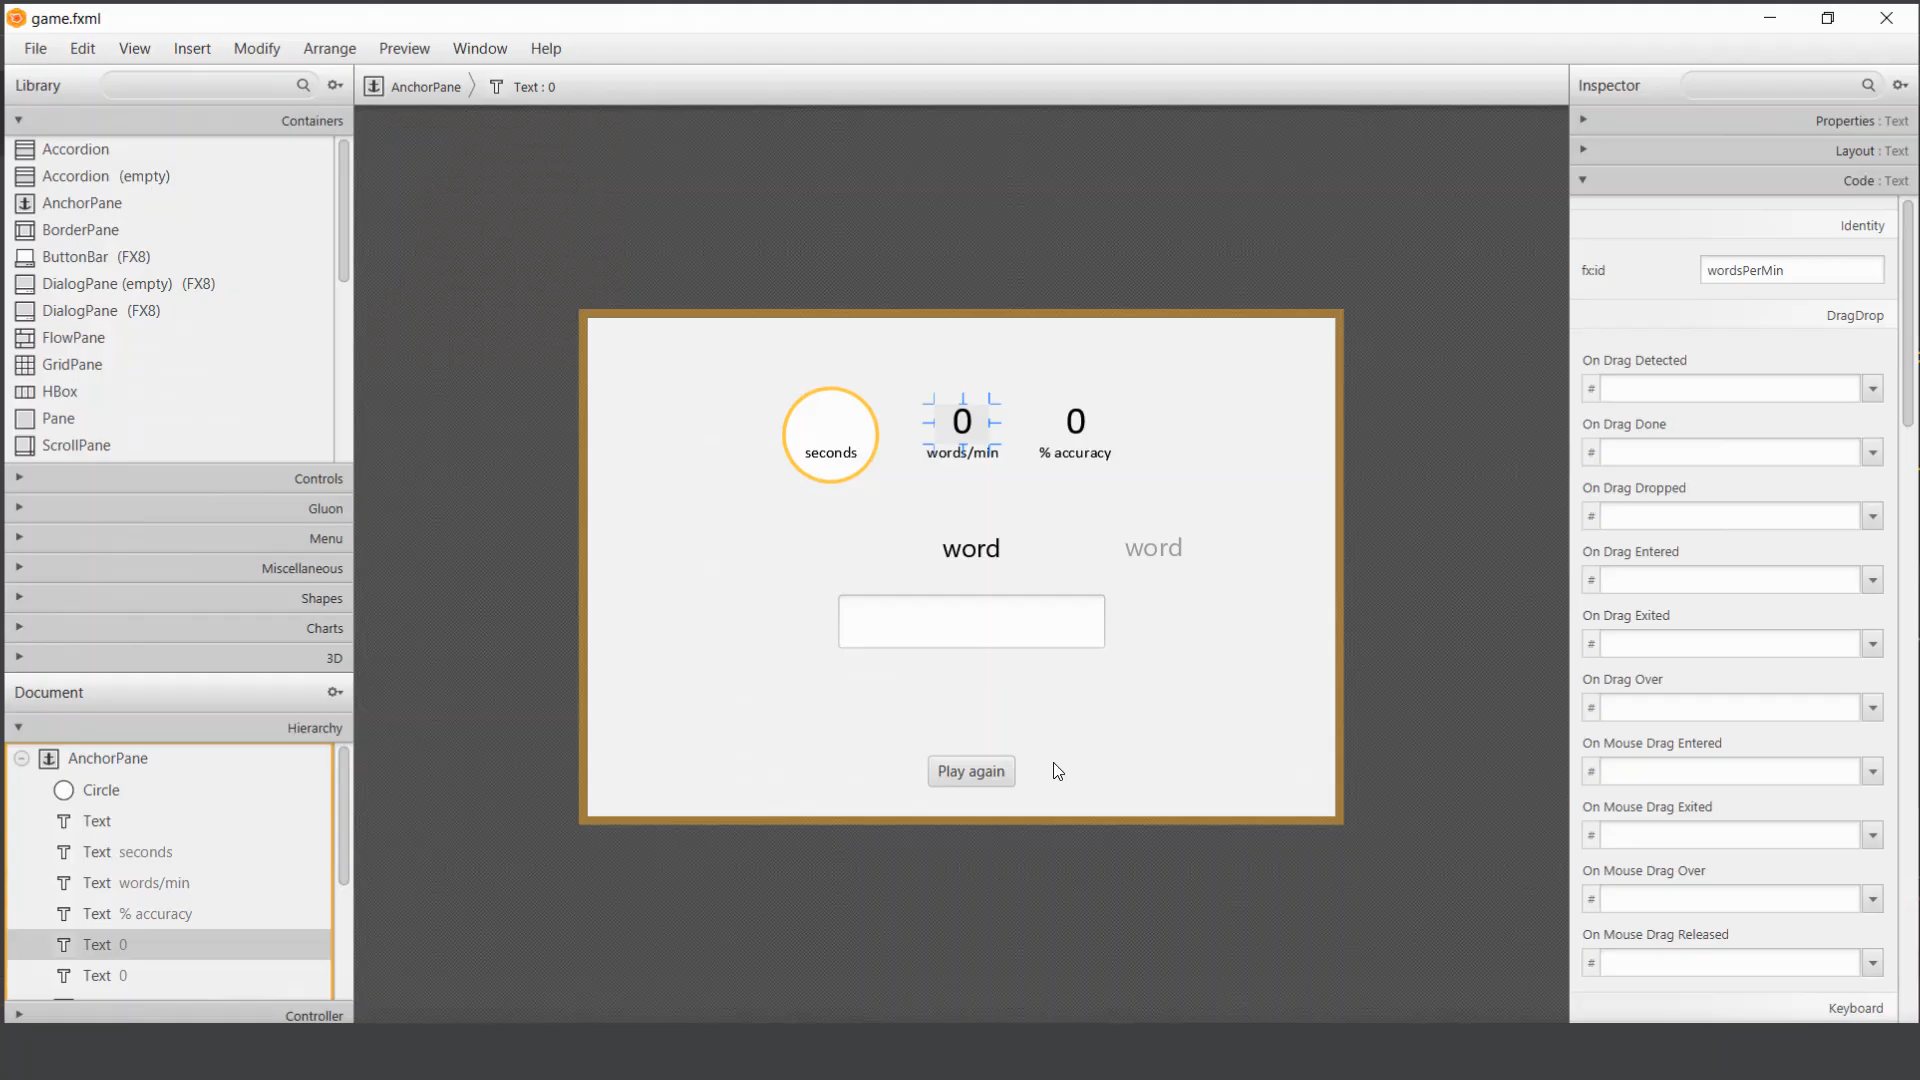 game.fxml
File Edit View Insert Modify Arrange Preview Window Help
Library
AnchorPane Text : 0
Inspector
Containers
Accordion
Accordion (empty)
AnchorPane
BorderPane
ButtonBar (FX8)
DialogPane (empty) (FX8)
DialogPane (FX8)
FlowPane
GridPane
HBox
Pane
ScrollPane
Controls
Gluon
Menu
Miscellaneous
Shapes
Charts
3D
Document
Hierarchy
AnchorPane
Circle
Text
Text seconds
Text words/min
Text % accuracy
Text 0
Text 0
Controller
seconds
0
words/min
0
% accuracy
word
word
Play again
Properties : Text
Layout : Text
Code : Text
Identity
fx:id
wordsPerMin
DragDrop
On Drag Detected
#
On Drag Done
#
On Drag Dropped
#
On Drag Entered
#
On Drag Exited
#
On Drag Over
#
On Mouse Drag Entered
#
On Mouse Drag Exited
#
On Mouse Drag Over
#
On Mouse Drag Released
#
Keyboard